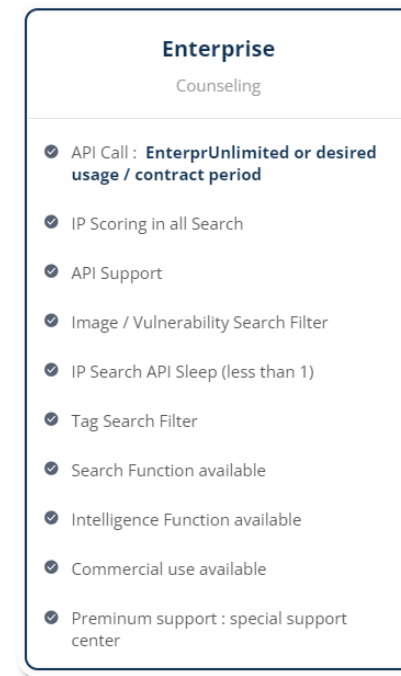 Enterprise
Counseling
API Call : EnterprUnlimited or desired
usage / contract period
IP Scoring in all Search
API Support
Image / Vulnerability Search Filter
IP Search API Sleep (less than 1)
Tag Search Filter
Search Function available
Intelligence Function available
Commercial use available
Preminum support : special support
center